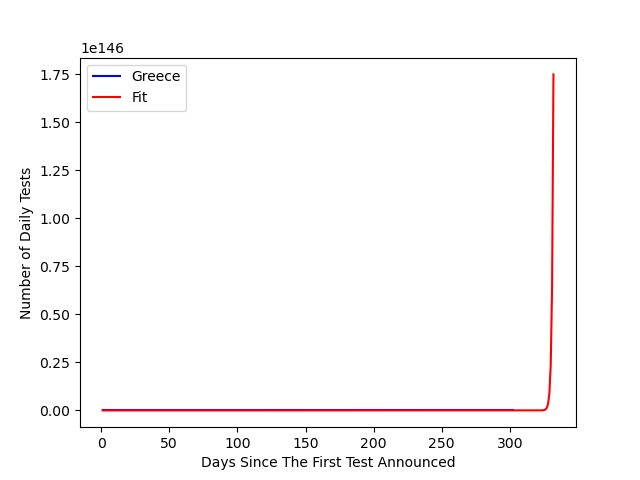 1e146
1.75
1.50
1.25
1.00
0.75
0.50
0.25
0.00
Number of Daily Tests
Greece
Fit
0 50 100 150 200 250 300
Days Since The First Test Announced